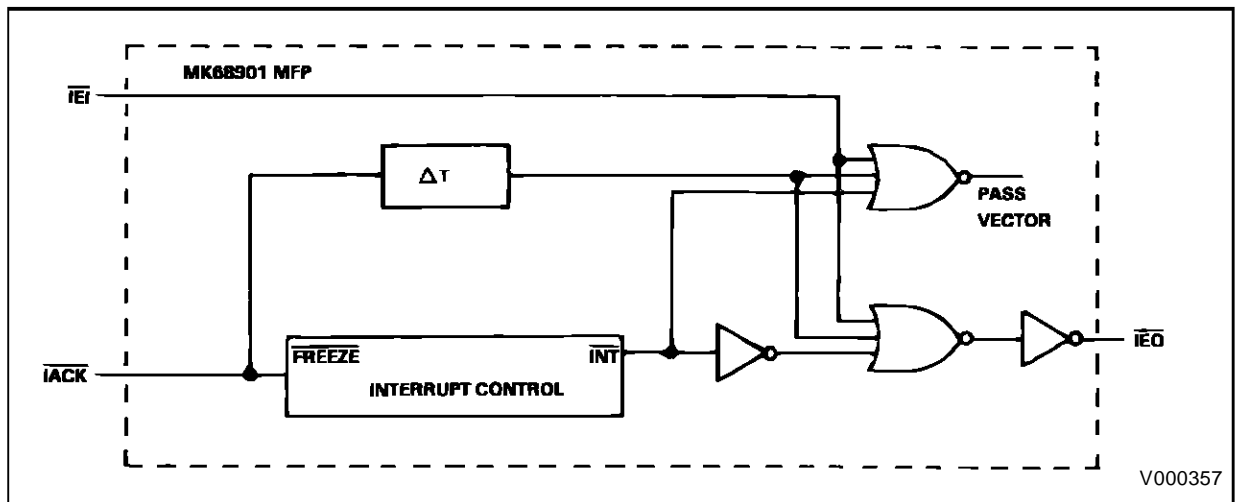 MK68901 MFP
IEI
ΔT
PASS
VECTOR
FREEZE
INT
IEO
IACK
INTERRUPT CONTROL
V000357